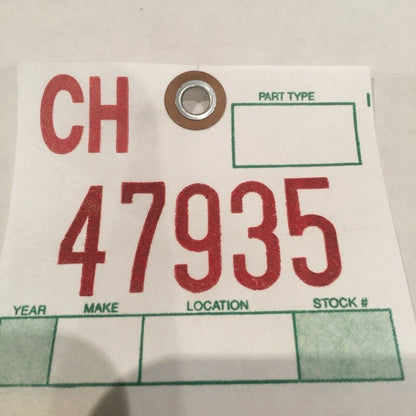 CH
PART TYPE
47935
YEAR MAKE LOCATION STOCK #